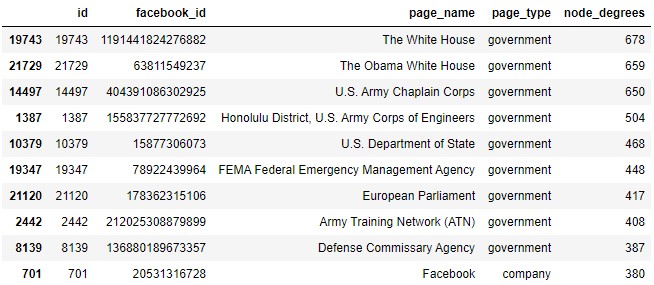 id facebook_id page_name page_type node_degrees
19743 19743 1191441824276882 The White House government 678
21729 21729 63811549237 The Obama White House government 659
14497 14497 404391086302925 U.S. Army Chaplain Corps government 650
1387 1387 155837727772692 Honolulu District, U.S. Army Corps of Engineers government 504
10379 10379 15877306073 U.S. Department of State government 468
19347 19347 78922439964 FEMA Federal Emergency Management Agency government 448
21120 21120 178362315106 European Parliament government 417
2442 2442 212025308879899 Army Training Network (ATN) government 408
8139 8139 136880189673357 Defense Commissary Agency government 387
701 701 20531316728 Facebook company 380